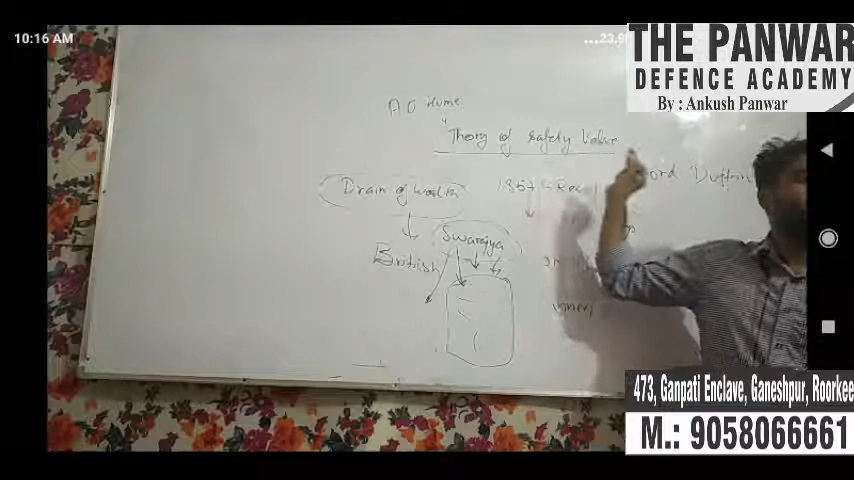 10:16 AM
THE PANWAR
DEFENCE ACADEMY
By : Ankush Panwar
A O Hume
"Theory of safety Valve
Drain of wealth
1857
Lord Duffrin
Swarajya
British
473, Ganpati Enclave, Ganeshpur, Roorkee
M.: 9058066661